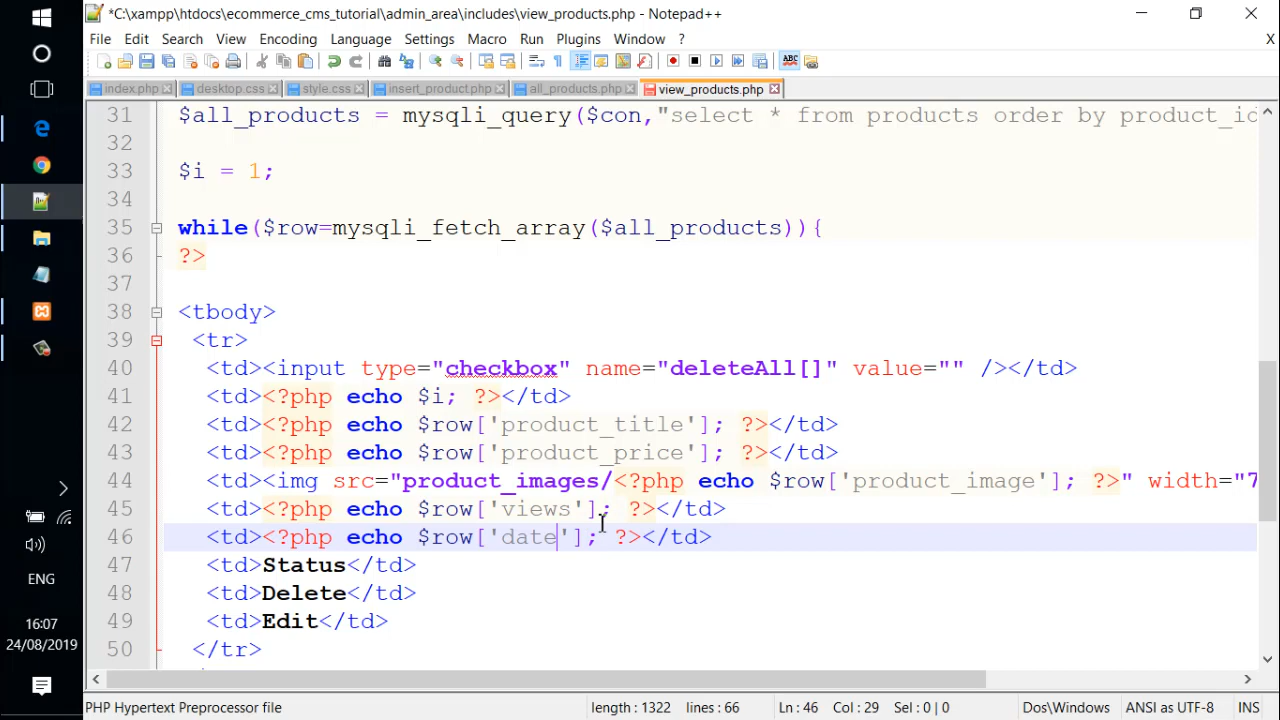 *C:\xampp\htdocs\ecommerce_cms_tutorial\admin_area\includes\view_products.php - Notepad++
File Edit Search View Encoding Language Settings Macro Run Plugins Window ? X
index.php desktop.css style.css insert_product.php all_products.php view_products.php
31 $all_products = mysqli_query($con,"select * from products order by product_id
32
33 $i = 1;
34
35 while($row=mysqli_fetch_array($all_products)){
36 ?>
37
38 <tbody>
39 <tr>
40 <td><input type="checkbox" name="deleteAll[]" value="" /></td>
41 <td><?php echo $i; ?></td>
42 <td><?php echo $row['product_title']; ?></td>
43 <td><?php echo $row['product_price']; ?></td>
44 <td><img src="product_images/<?php echo $row['product_image']; ?>" width="7
45 <td><?php echo $row['views']; ?></td>
46 <td><?php echo $row['date']; ?></td>
47 <td>Status</td>
48 <td>Delete</td>
49 <td>Edit</td>
50 </tr>
ENG
16:07
24/08/2019
PHP Hypertext Preprocessor file length : 1322 lines : 66 Ln : 46 Col : 29 Sel : 0 | 0 Dos\Windows ANSI as UTF-8 INS